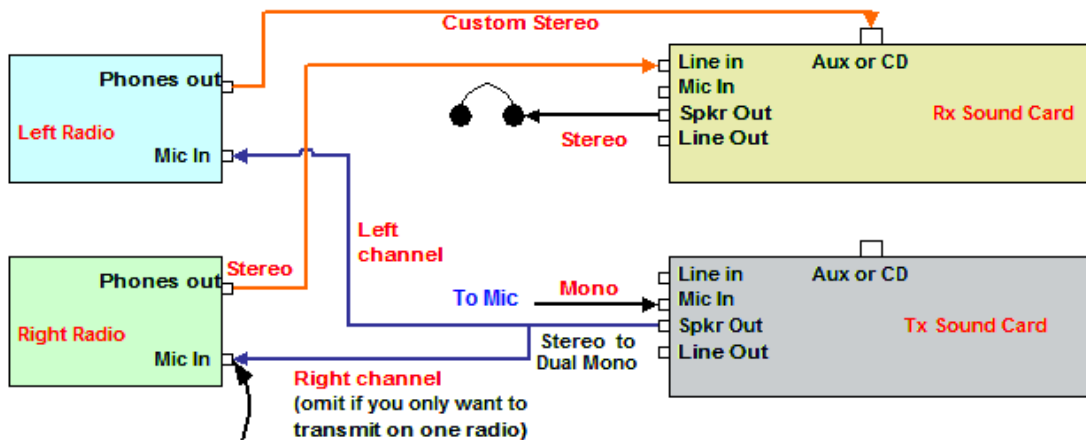 Custom Stereo
Phones out
Left Radio
Mic In
Line in
Aux or CD
Mic In
Spkr Out
Rx Sound Card
Line Out
Stereo
Left
channel
Phones out
Stereo
Right Radio
Mic In
To Mic
Mono
Line in
Aux or CD
Mic In
Spkr Out
Tx Sound Card
Line Out
Stereo to
Dual Mono
Right channel
(omit if you only want to
transmit on one radio)